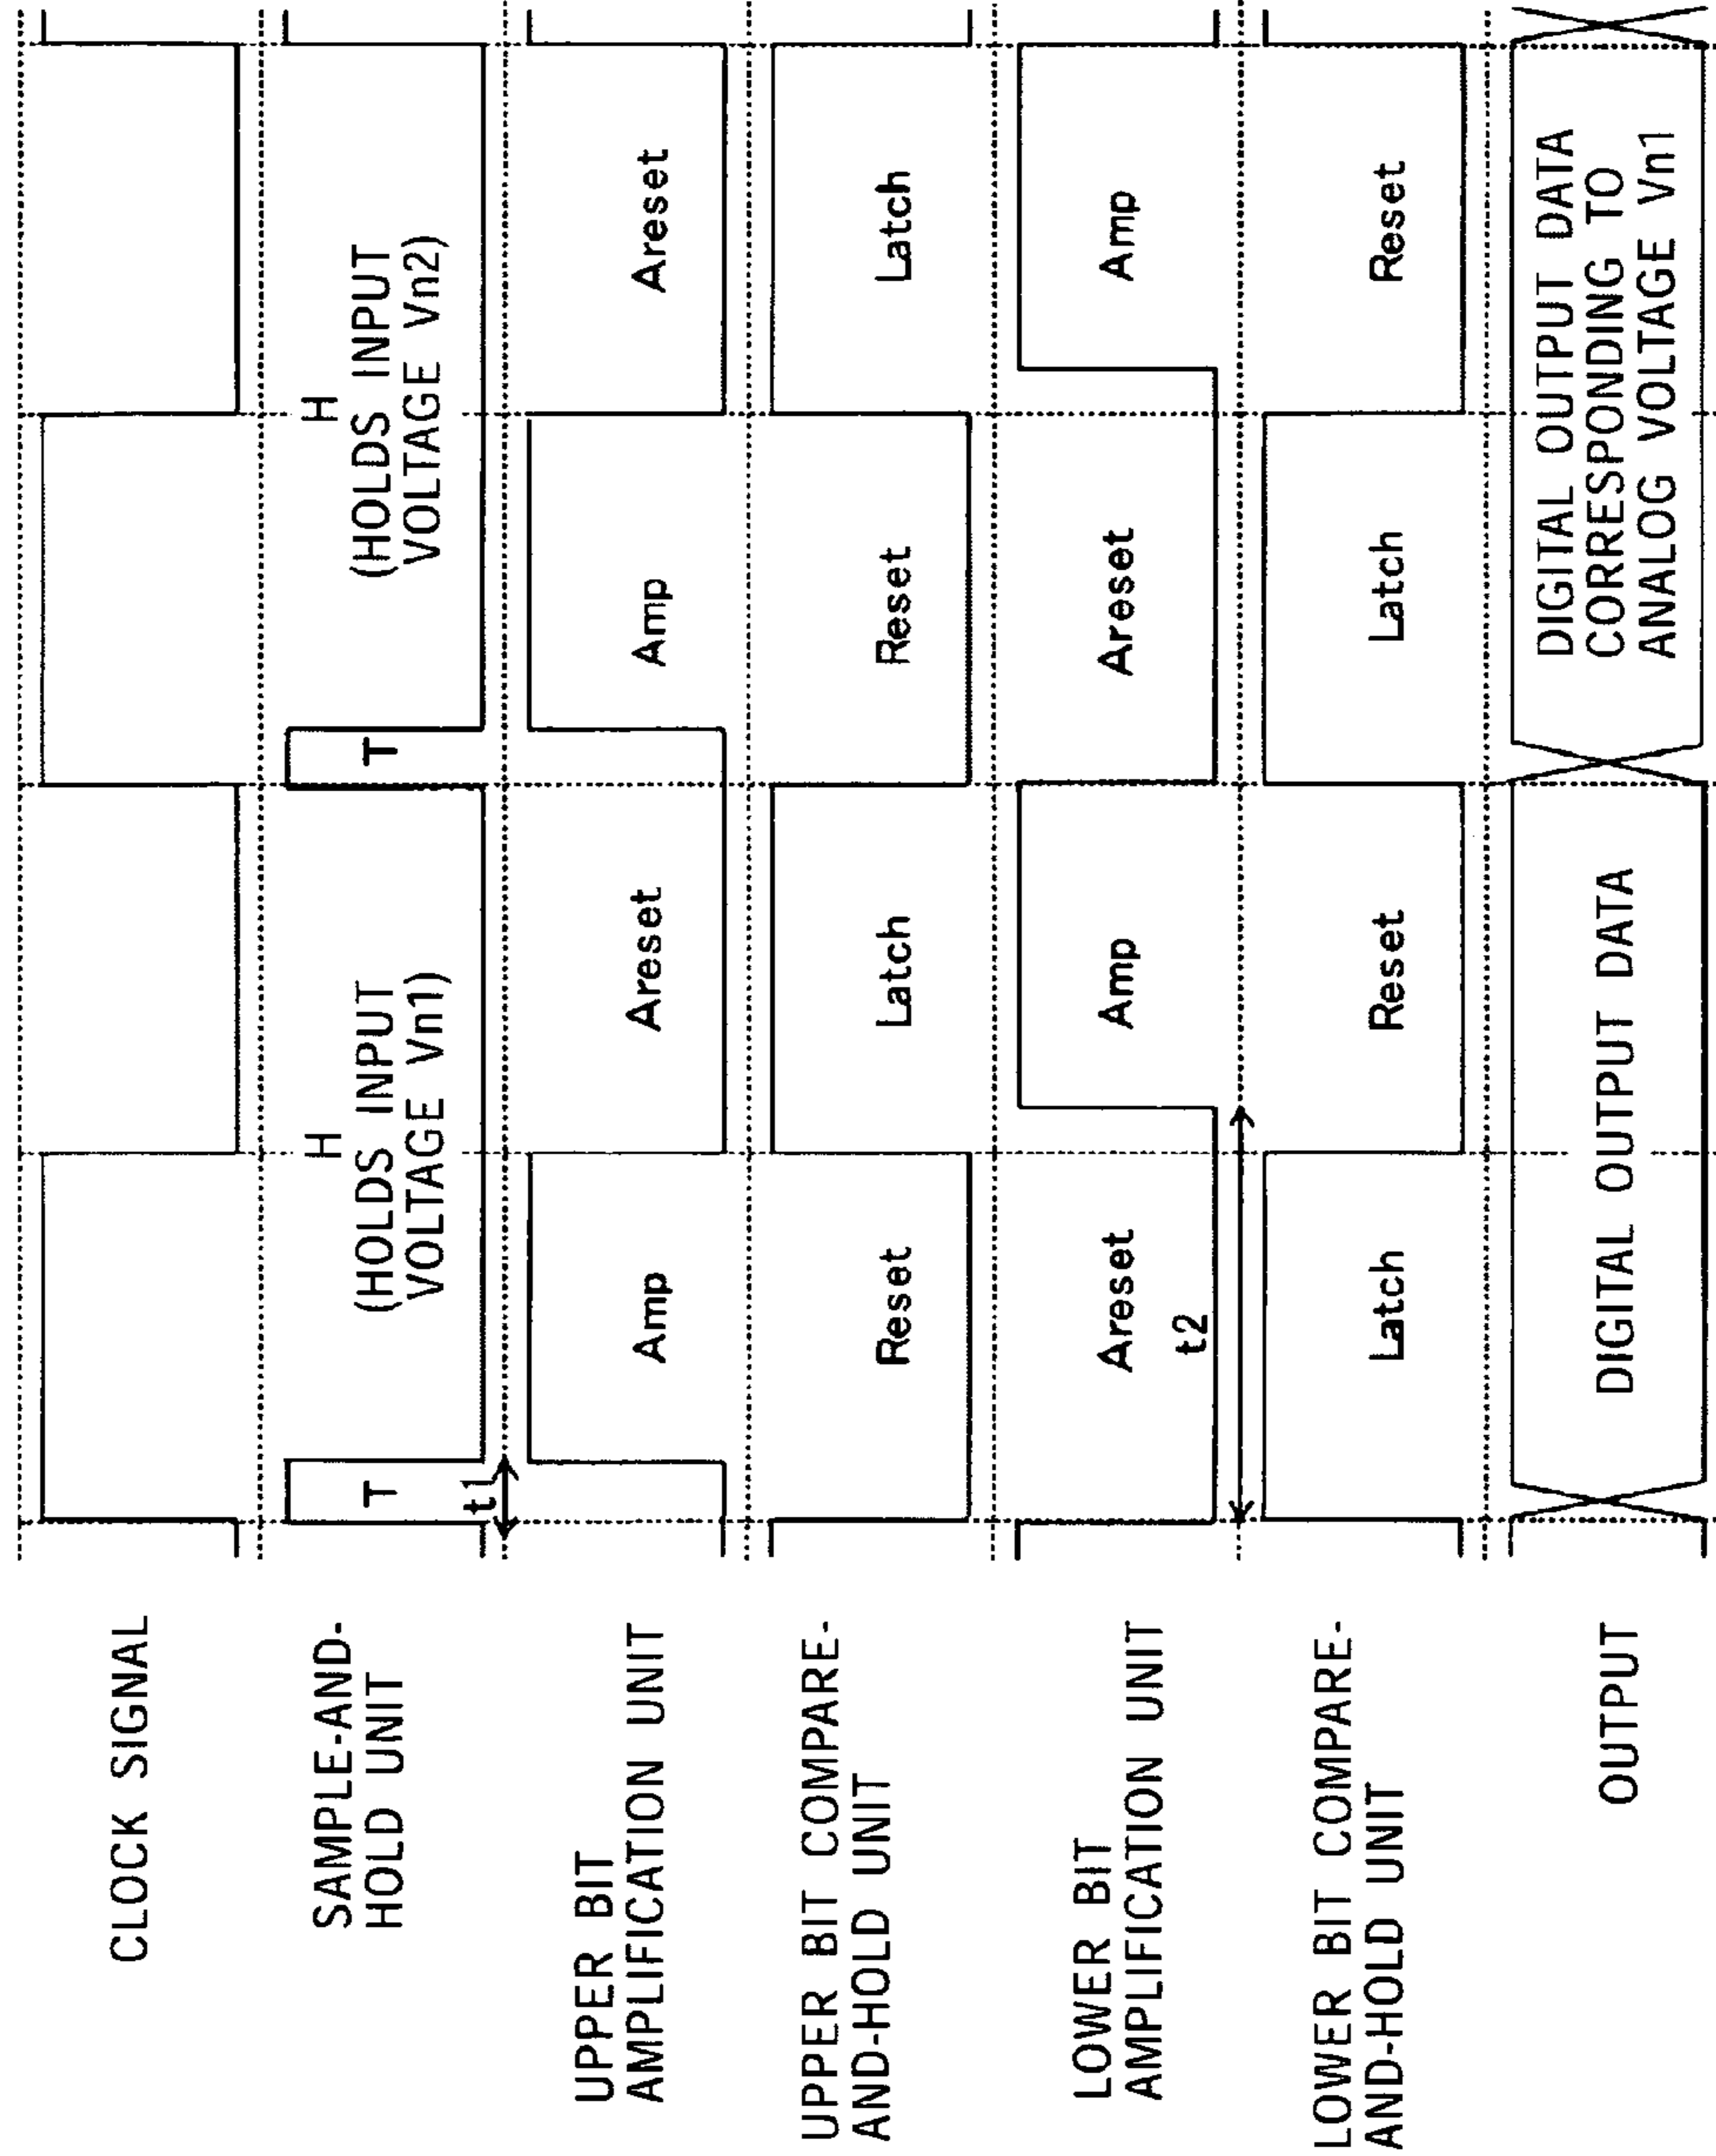 CLOCK SIGNAL
SAMPLE-AND-
HOLD UNIT
T
H
(HOLDS INPUT
VOLTAGE Vn1)
T
H
(HOLDS INPUT
VOLTAGE Vn2)
t1
UPPER BIT
AMPLIFICATION UNIT
Amp
Areset
Amp
Areset
UPPER BIT COMPARE-
AND-HOLD UNIT
Reset
Latch
Reset
Latch
LOWER BIT
AMPLIFICATION UNIT
Areset
Amp
Areset
Amp
t2
LOWER BIT COMPARE-
AND-HOLD UNIT
Latch
Reset
Latch
Reset
OUTPUT
DIGITAL OUTPUT DATA
DIGITAL OUTPUT DATA
CORRESPONDING TO
ANALOG VOLTAGE Vn1